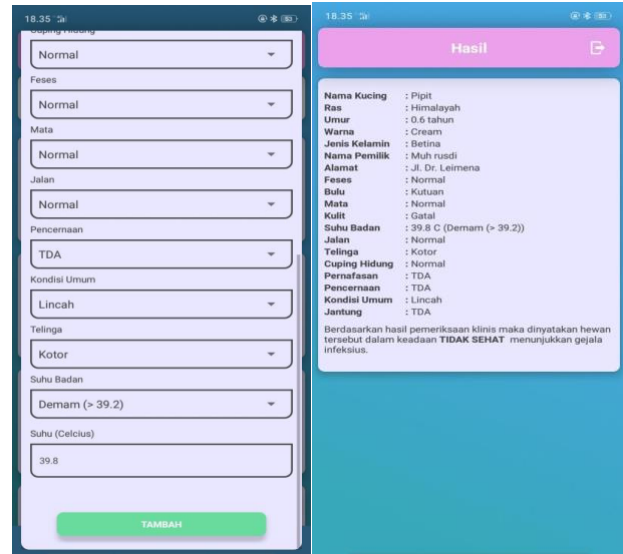 18.35
Cuping Hidung
Normal
Feses
Normal
Mata
Normal
Jalan
Normal
Pencernaan
TDA
Kondisi Umum
Lincah
Telinga
Kotor
Suhu Badan
Demam (> 39.2)
Suhu (Celcius)
39.8
TAMBAH
18.35
Hasil
Nama Kucing : Pipit
Ras : Himalayah
Umur : 0.6 tahun
Warna : Cream
Jenis Kelamin : Betina
Nama Pemilik : Muh rusdi
Alamat : Jl. Dr. Leimena
Feses : Normal
Bulu : Kutuan
Mata : Normal
Kulit : Gatal
Suhu Badan : 39.8 C (Demam (> 39.2))
Jalan : Normal
Telinga : Kotor
Cuping Hidung : Normal
Pernafasan : TDA
Pencernaan : TDA
Kondisi Umum : Lincah
Jantung : TDA
Berdasarkan hasil pemeriksaan klinis maka dinyatakan hewan
tersebut dalam keadaan TIDAK SEHAT menunjukkan gejala
infeksius.